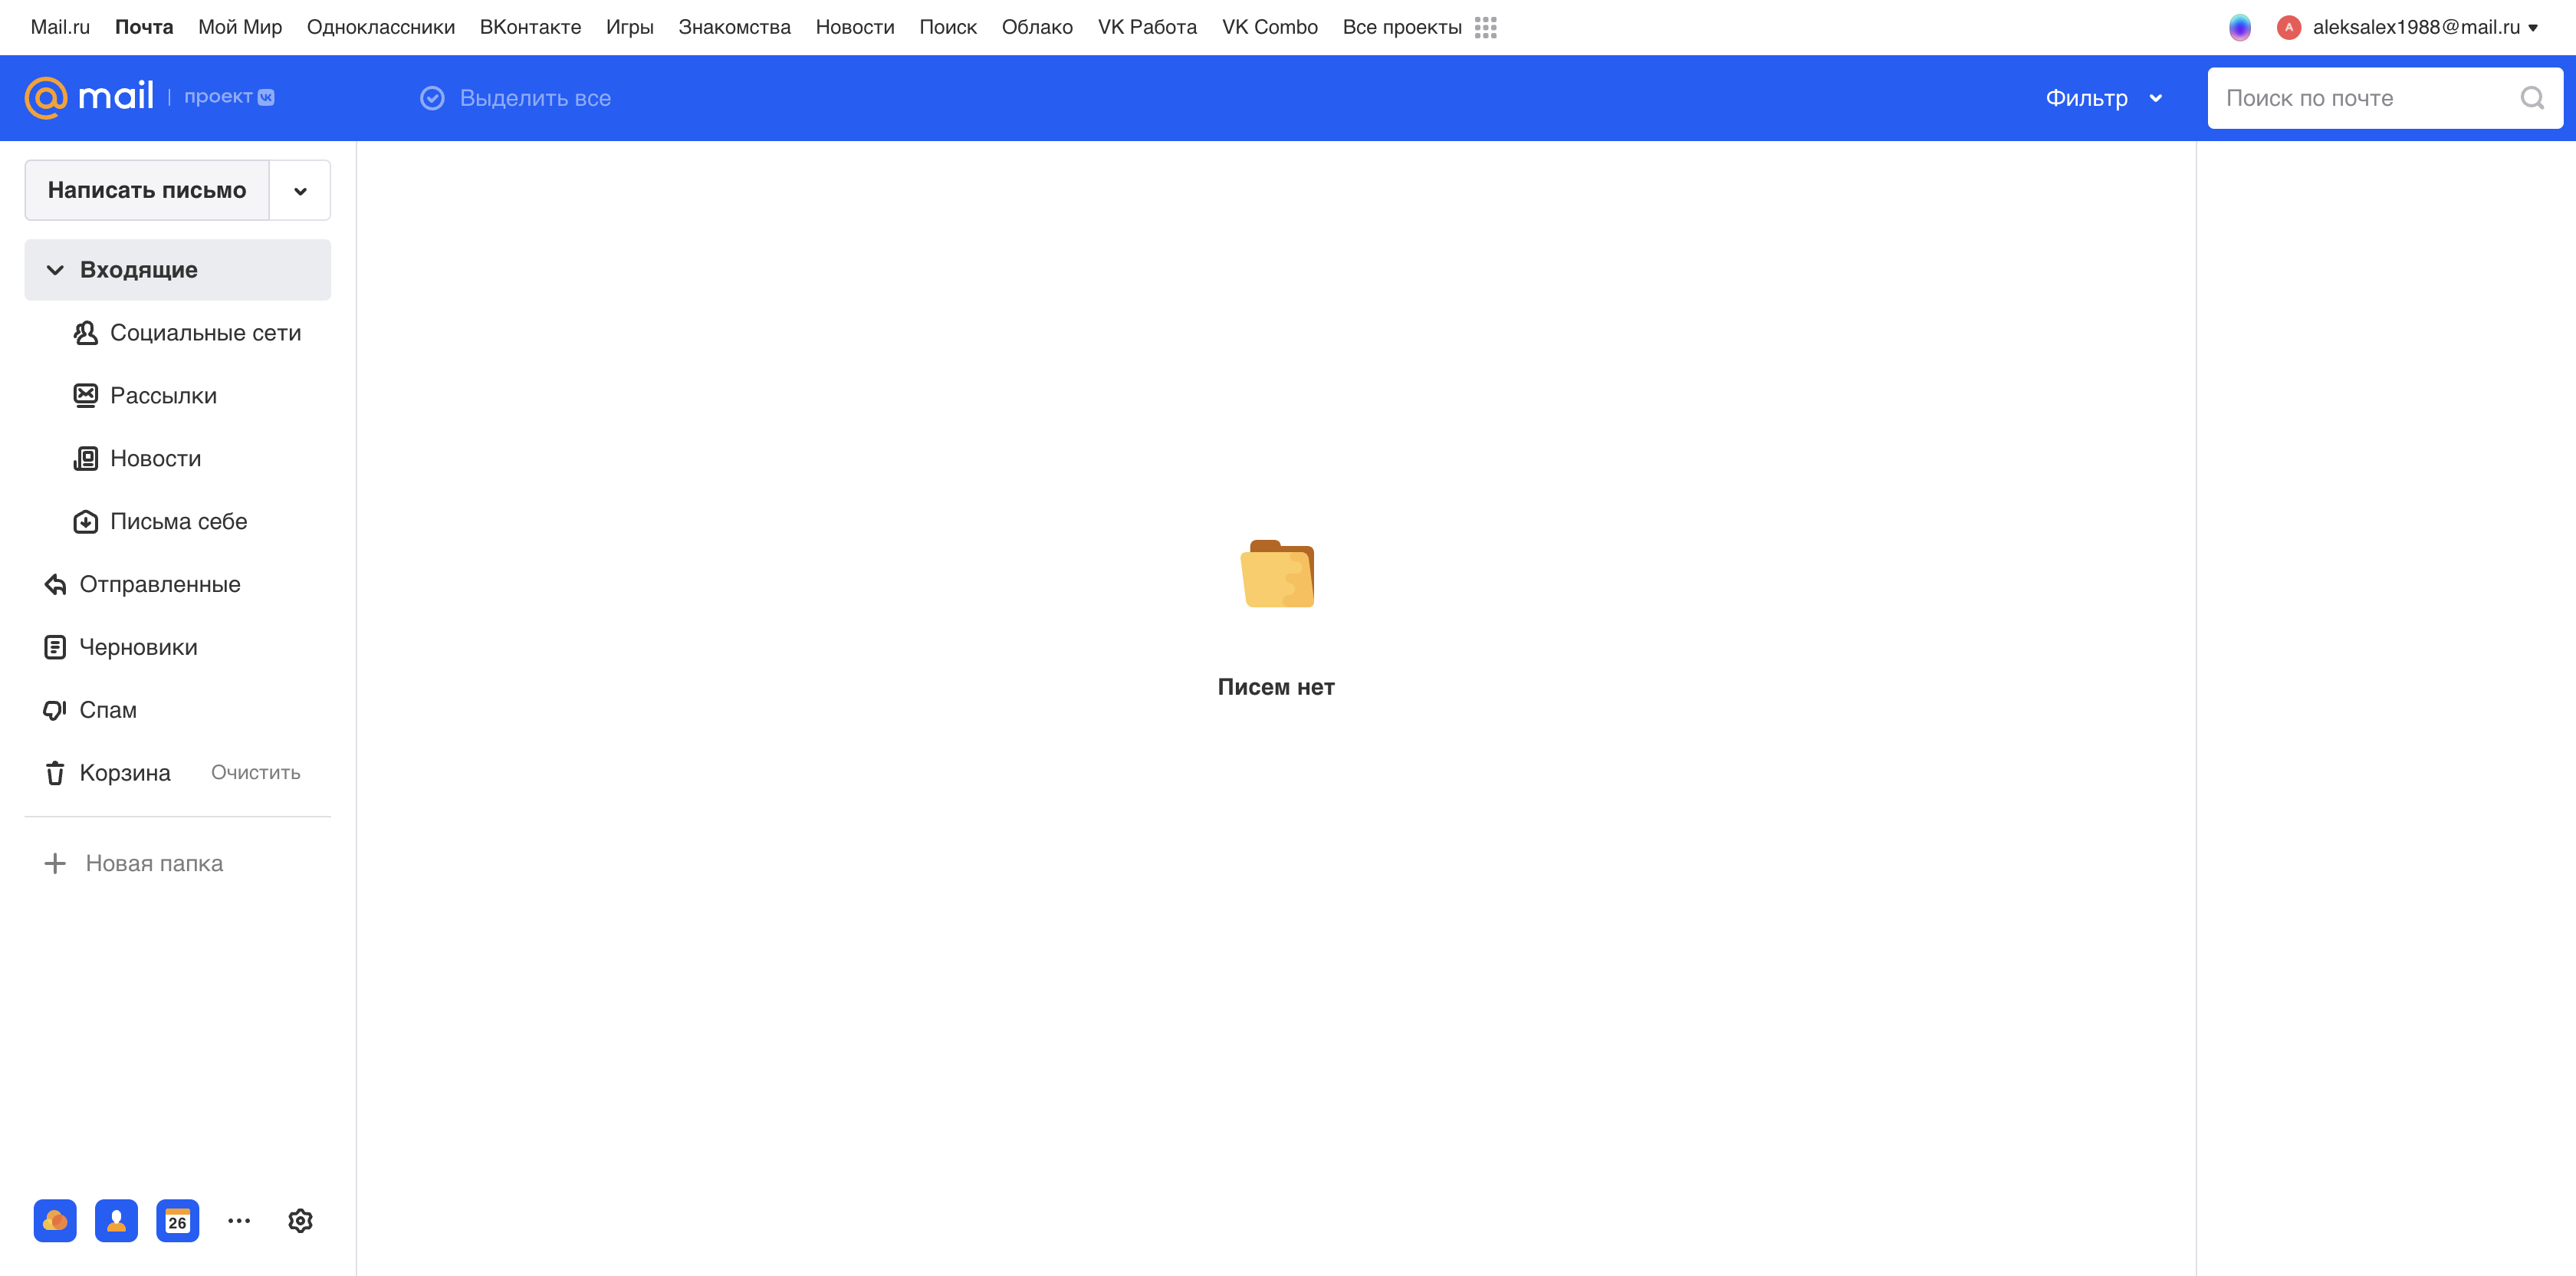 Mail.ru Почта Мой Мир Одноклассники ВКонтакте Игры Знакомства Новости Поиск Облако VK Работа VK Combo Все проекты A aleksalex1988@mail.ru
@mail проект VK Выделить все Фильтр Поиск по почте
Написать письмо
Входящие
Социальные сети
Рассылки
Новости
Письма себе
Отправленные
Черновики
Спам
Корзина Очистить
Новая папка
Писем нет
26